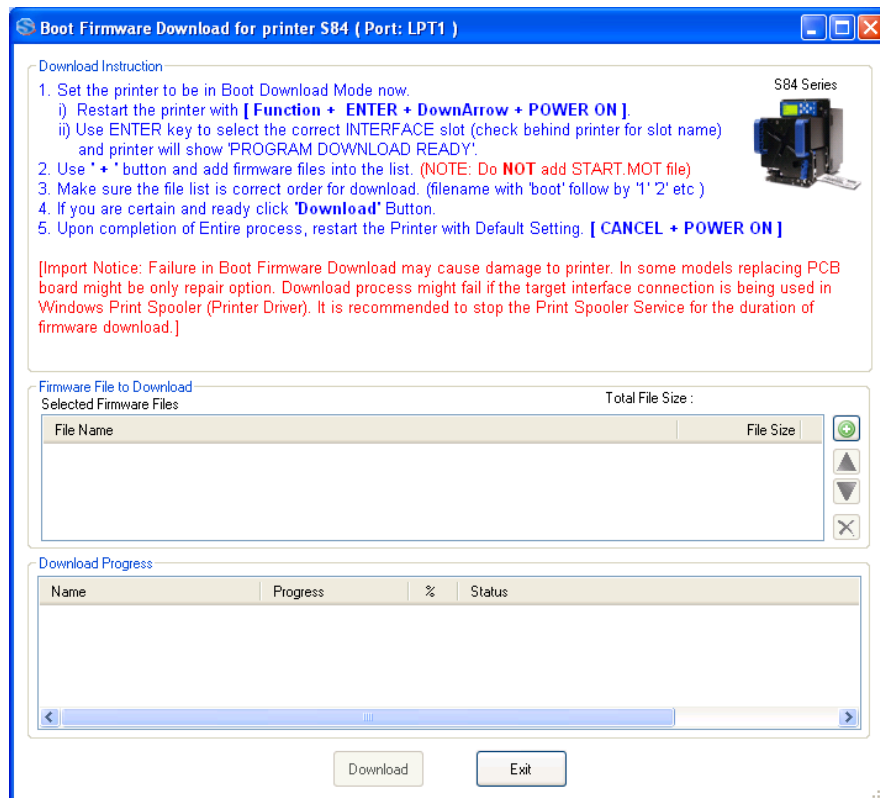 Boot Firmware Download for printer S84 ( Port: LPT1 )
Download Instruction
S84 Series
1. Set the printer to be in Boot Download Mode now.
i) Restart the printer with [ Function + ENTER + DownArrow + POWER ON ].
ii) Use ENTER key to select the correct INTERFACE slot (check behind printer for slot name)
and printer will show 'PROGRAM DOWNLOAD READY'.
2. Use ' + ' button and add firmware files into the list. (NOTE: Do NOT add START.MOT file)
3. Make sure the file list is correct order for download. (filename with 'boot' follow by '1' '2' etc )
4. If you are certain and ready click 'Download' Button.
5. Upon completion of Entire process, restart the Printer with Default Setting. [ CANCEL + POWER ON ]
[Import Notice: Failure in Boot Firmware Download may cause damage to printer. In some models replacing PCB
board might be only repair option. Download process might fail if the target interface connection is being used in
Windows Print Spooler (Printer Driver). It is recommended to stop the Print Spooler Service for the duration of
firmware download.]
Firmware File to Download
Selected Firmware Files
Total File Size :
File Name File Size
Download Progress
Name Progress % Status
Download Exit